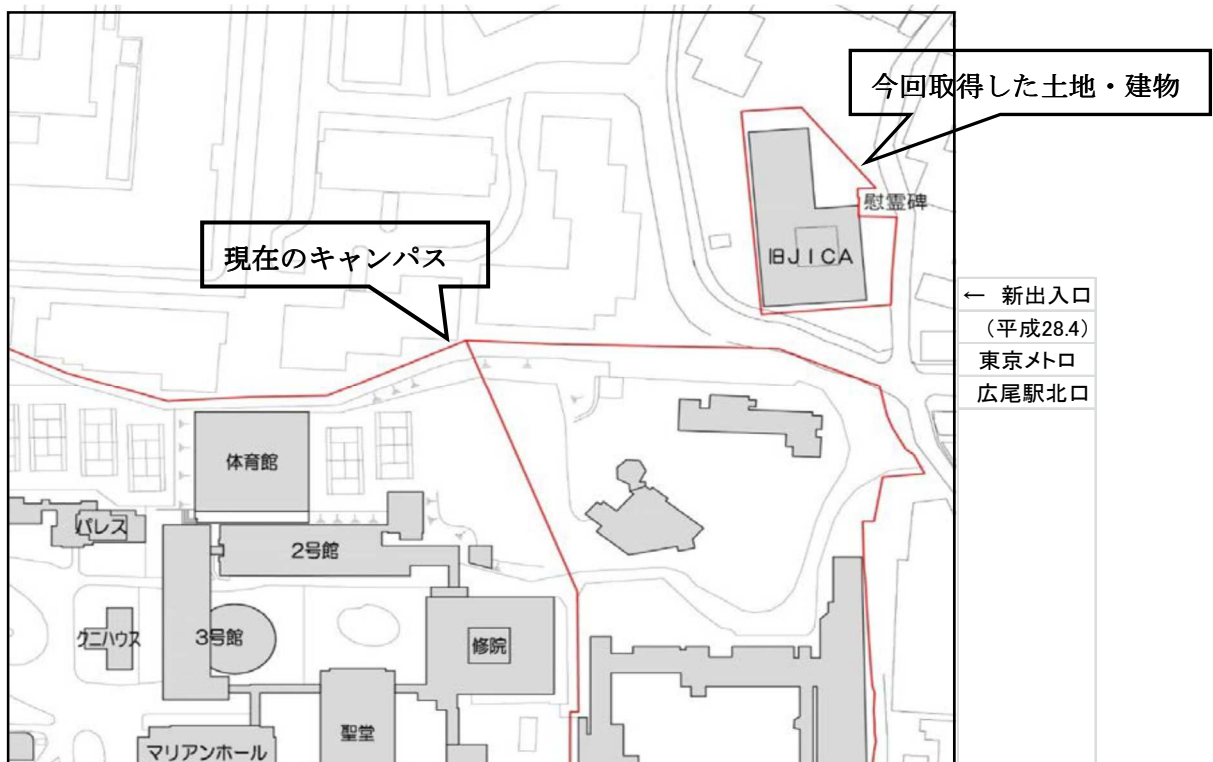 今回取得した土地・建物
慰霊碑
現在のキャンパス
旧JICA
← 新出入口
(平成28.4)
東京メトロ
広尾駅北口
体育館
パレス
2号館
クニハウス
3号館
修院
聖堂
マリアンホール